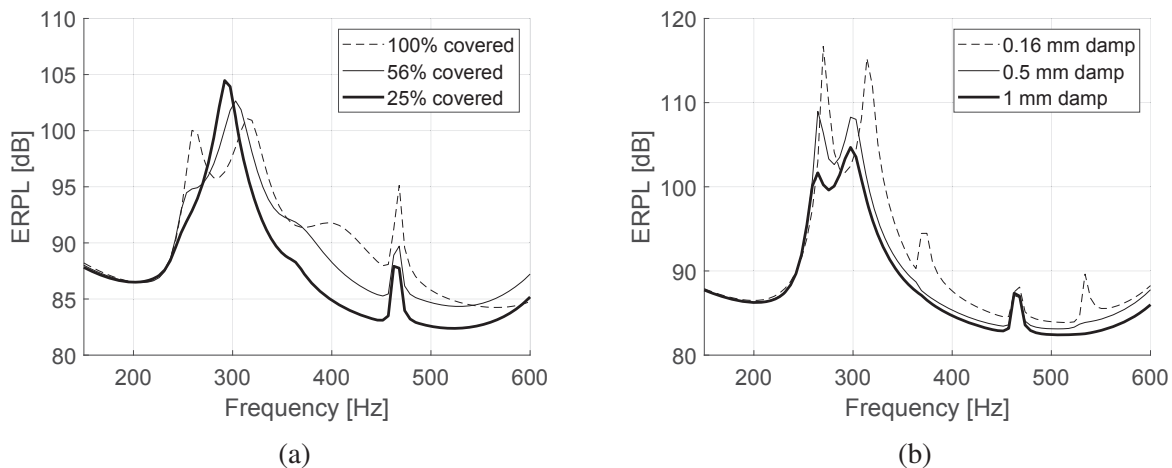 110
105
100
95
90
85
80
ERPL [dB]
100% covered
56% covered
25% covered
200
300
400
500
600
Frequency [Hz]
(a)
120
110
100
90
80
ERPL [dB]
0.16 mm damp
0.5 mm damp
1 mm damp
200
300
400
500
600
Frequency [Hz]
(b)